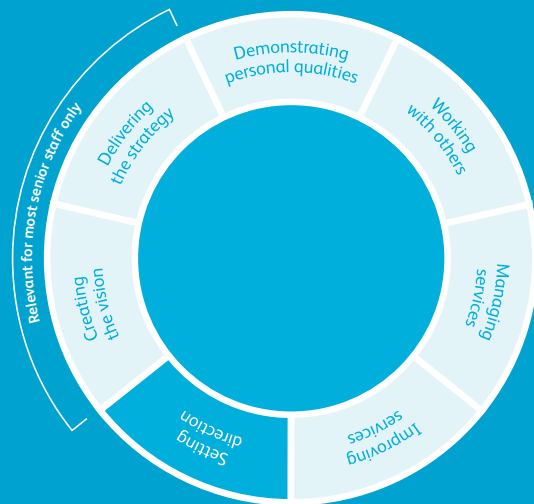 Demonstrating
personal qualities
Working
with others
Managing
services
Improving
services
Setting
direction
Creating
the vision
Delivering
the strategy
Relevant for most senior staff only